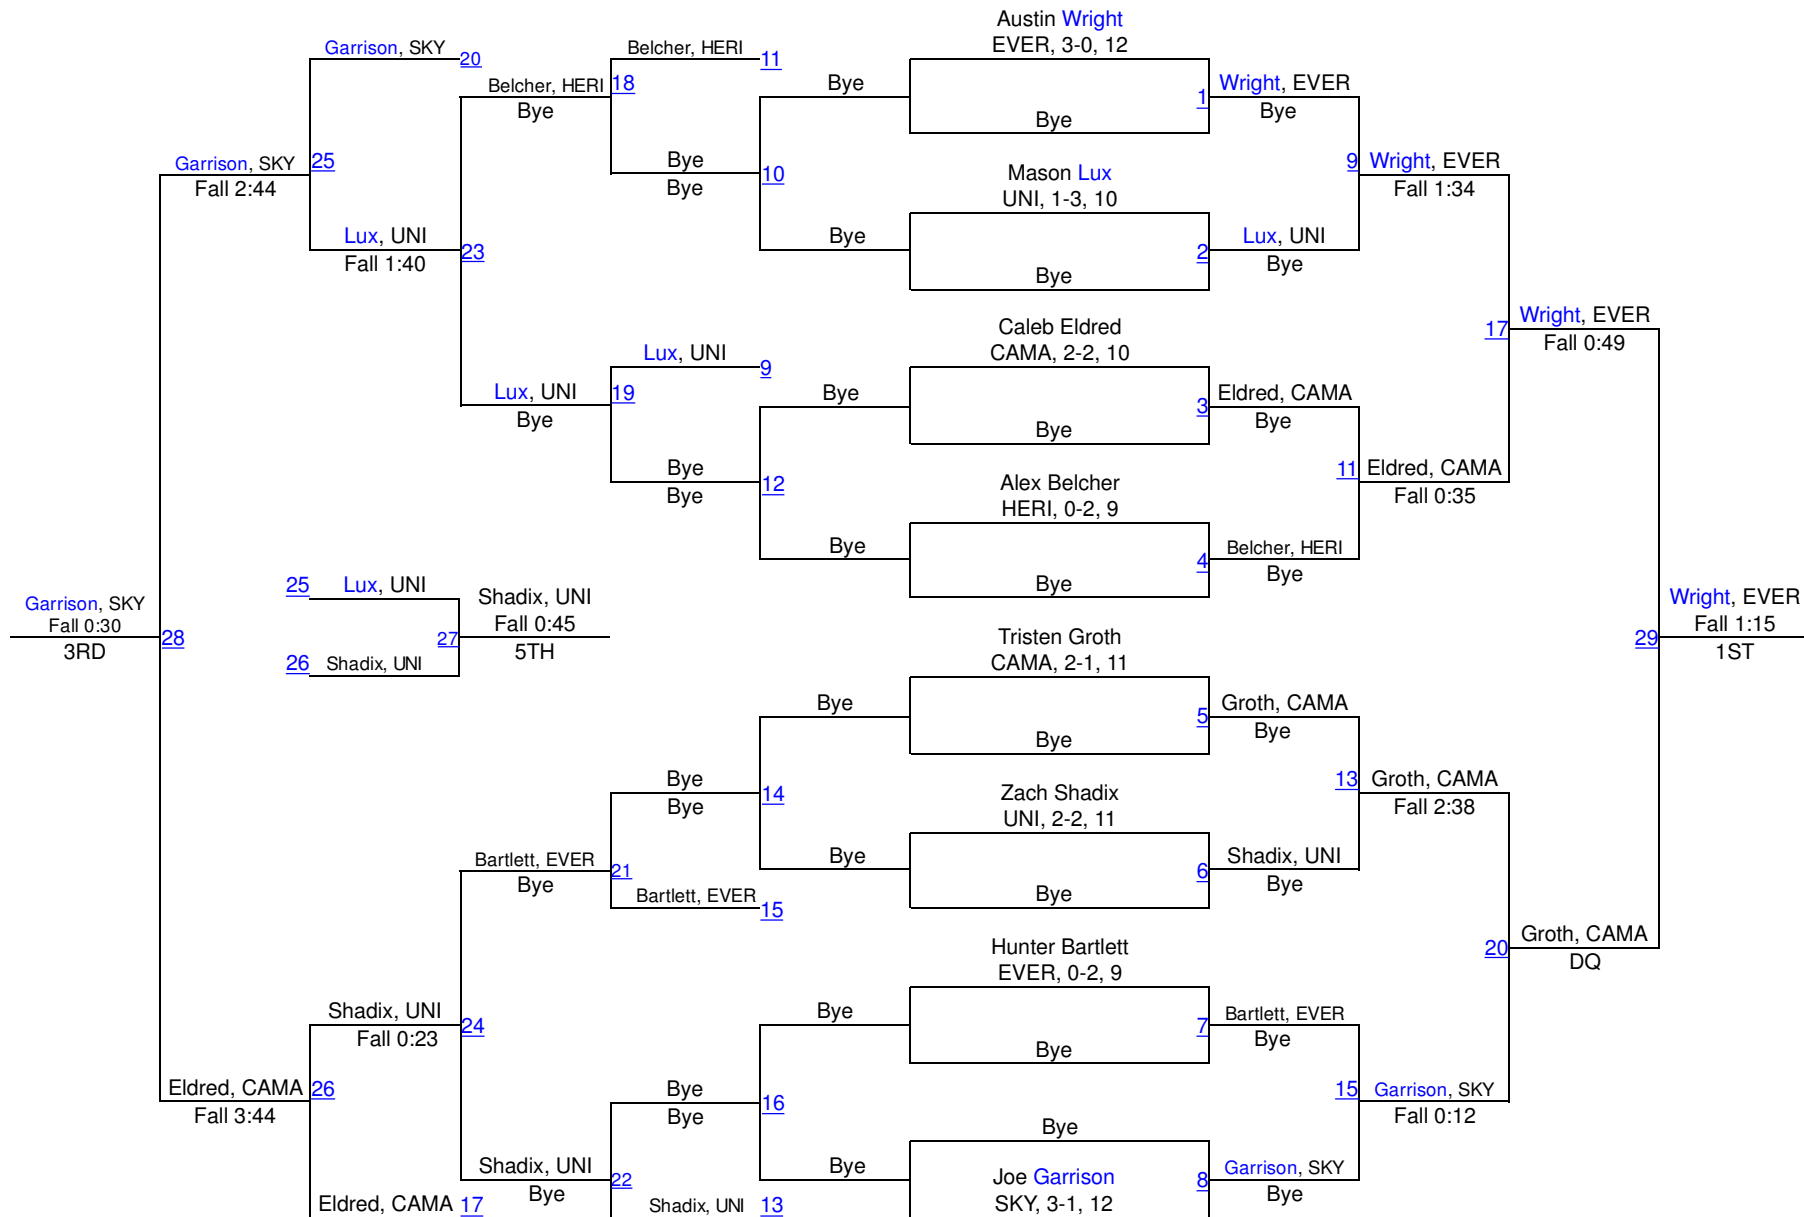 Austin Wright
EVER, 3-0, 12
Garrison, SKY
20
Belcher, HERI
11
Belcher, HERI
18
Bye
Bye
1
Wright, EVER
Bye
Bye
Garrison, SKY
25
Fall 2:44
Bye
Bye
10
Mason Lux
UNI, 1-3, 10
9
Wright, EVER
Fall 1:34
Lux, UNI
Fall 1:40
23
Bye
2
Lux, UNI
Bye
Bye
Caleb Eldred
CAMA, 2-2, 10
17
Wright, EVER
Fall 0:49
Lux, UNI
9
Lux, UNI
19
Bye
Bye
3
Eldred, CAMA
Bye
Bye
Bye
Bye
12
Alex Belcher
HERI, 0-2, 9
11
Eldred, CAMA
Fall 0:35
Bye
4
Belcher, HERI
Bye
Bye
Garrison, SKY
Fall 0:30
3RD
28
25
Lux, UNI
26
Shadix, UNI
27
Shadix, UNI
Fall 0:45
5TH
29
Wright, EVER
Fall 1:15
1ST
Tristen Groth
CAMA, 2-1, 11
Bye
5
Groth, CAMA
Bye
Bye
Bye
Bye
14
Zach Shadix
UNI, 2-2, 11
13
Groth, CAMA
Fall 2:38
Bartlett, EVER
21
Bye
Bartlett, EVER
15
Bye
6
Shadix, UNI
Bye
Bye
Hunter Bartlett
EVER, 0-2, 9
20
Groth, CAMA
DQ
Shadix, UNI
24
Fall 0:23
Bye
7
Bartlett, EVER
Bye
Bye
Eldred, CAMA
26
Fall 3:44
Bye
Bye
16
15
Garrison, SKY
Fall 0:12
Bye
Shadix, UNI
22
Bye
Bye
Joe Garrison
SKY, 3-1, 12
8
Garrison, SKY
Bye
Eldred, CAMA
17
Shadix, UNI
13